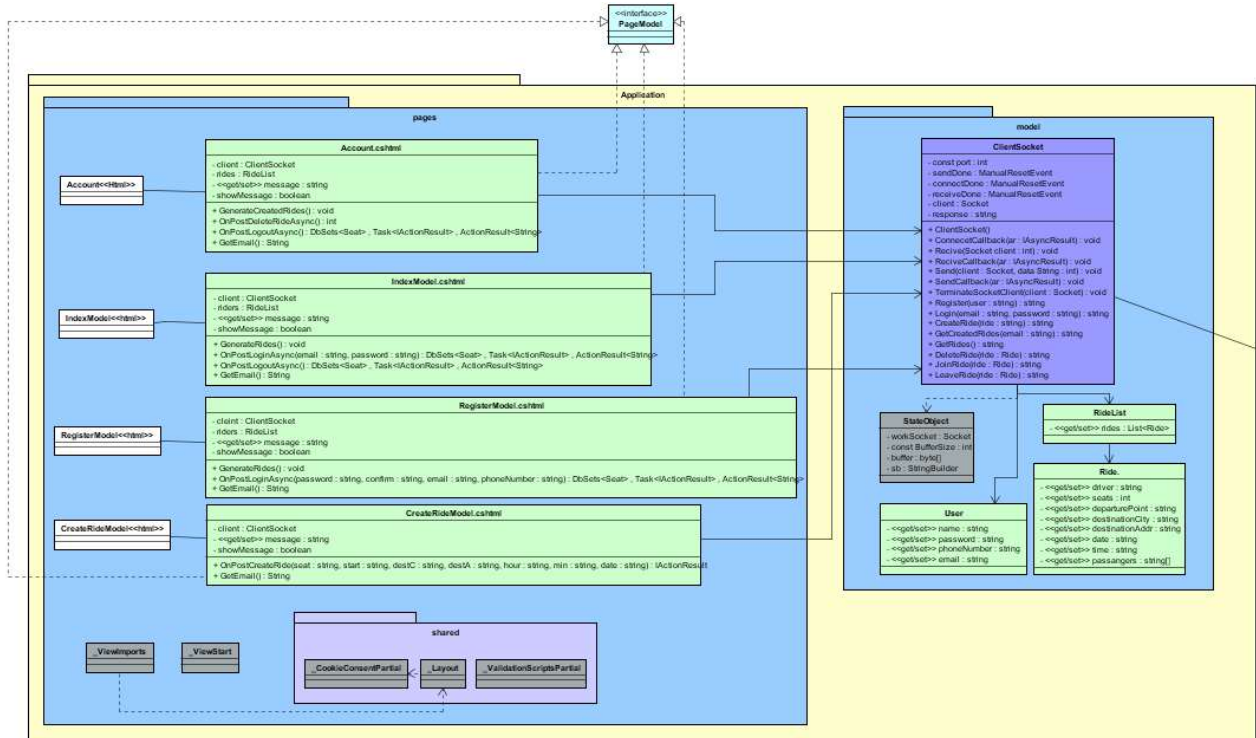 <<interface>>
PageModel
Application
pages
Account<<Html>>
Account.cshtml
- client : ClientSocket
- rides : RideList
- <<get/set>> message : string
- showMessage : boolean
+ GenerateCreatedRides() : void
+ OnPostDeleteRideAsync() : int
+ OnPostLogoutAsync() : DbSets<Seat> , Task<IActionResult> , ActionResult<String>
+ GetEmail() : String
IndexModel<<html>>
IndexModel.cshtml
- client : ClientSocket
- riders : RideList
- <<get/set>> message : string
- showMessage : boolean
+ GenerateRides() : void
+ OnPostLoginAsync(email : string, password : string) : DbSets<Seat> , Task<IActionResult> , ActionResult<String>
+ OnPostLogoutAsync() : DbSets<Seat> , Task<IActionResult> , ActionResult<String>
+ GetEmail() : String
RegisterModel<<html>>
RegisterModel.cshtml
- cleint : ClientSocket
- riders : RideList
- <<get/set>> message : string
- showMessage : boolean
+ GenerateRides() : void
+ OnPostLoginAsync(password : string, confirm : string, email : string, phoneNumber : string) : DbSets<Seat> , Task<IActionResult> , ActionResult<String>
+ GetEmail() : String
CreateRideModel<<html>>
CreateRideModel.cshtml
- client : ClientSocket
- <<get/set>> message : string
- showMessage : boolean
+ OnPostCreateRide(seat : string, start : string, destC : string, destA : string, hour : string, min : string, date : string) : IActionResult
+ GetEmail() : String
_ViewImports
_ViewStart
shared
_CookieConsentPartial
_Layout
_ValidationScriptsPartial
model
ClientSocket
- const port : int
- sendDone : ManualResetEvent
- connectDone : ManualResetEvent
- receiveDone : ManualResetEvent
- client : Socket
- response : string
+ ClientSocket()
+ ConnecetCallback(ar : IAsyncResult) : void
+ Recive(Socket client : int) : void
+ ReciveCallback(ar : IAsyncResult) : void
+ Send(client : Socket, data String : int) : void
+ SendCallback(ar : IAsyncResult) : void
+ TerminateSocketClient(client : Socket) : void
+ Register(user : string) : string
+ Login(email : string, password : string) : string
+ CreateRide(ride : string) : string
+ GetCreatedRides(email : string) : string
+ GetRides() : string
+ DeleteRide(ride : Ride) : string
+ JoinRide(ride : Ride) : string
+ LeaveRide(ride : Ride) : string
StateObject
- workSocket : Socket
- const BufferSize : int
- buffer : byte[]
- sb : StringBuilder
RideList
- <<get/set>> rides : List<Ride>
Ride.
- <<get/set>> driver : string
- <<get/set>> seats : int
- <<get/set>> departurePoint : string
- <<get/set>> destinationCity : string
- <<get/set>> destinationAddr : string
- <<get/set>> date : string
- <<get/set>> time : string
- <<get/set>> passangers : string[]
User
- <<get/set>> name : string
- <<get/set>> password : string
- <<get/set>> phoneNumber : string
- <<get/set>> email : string